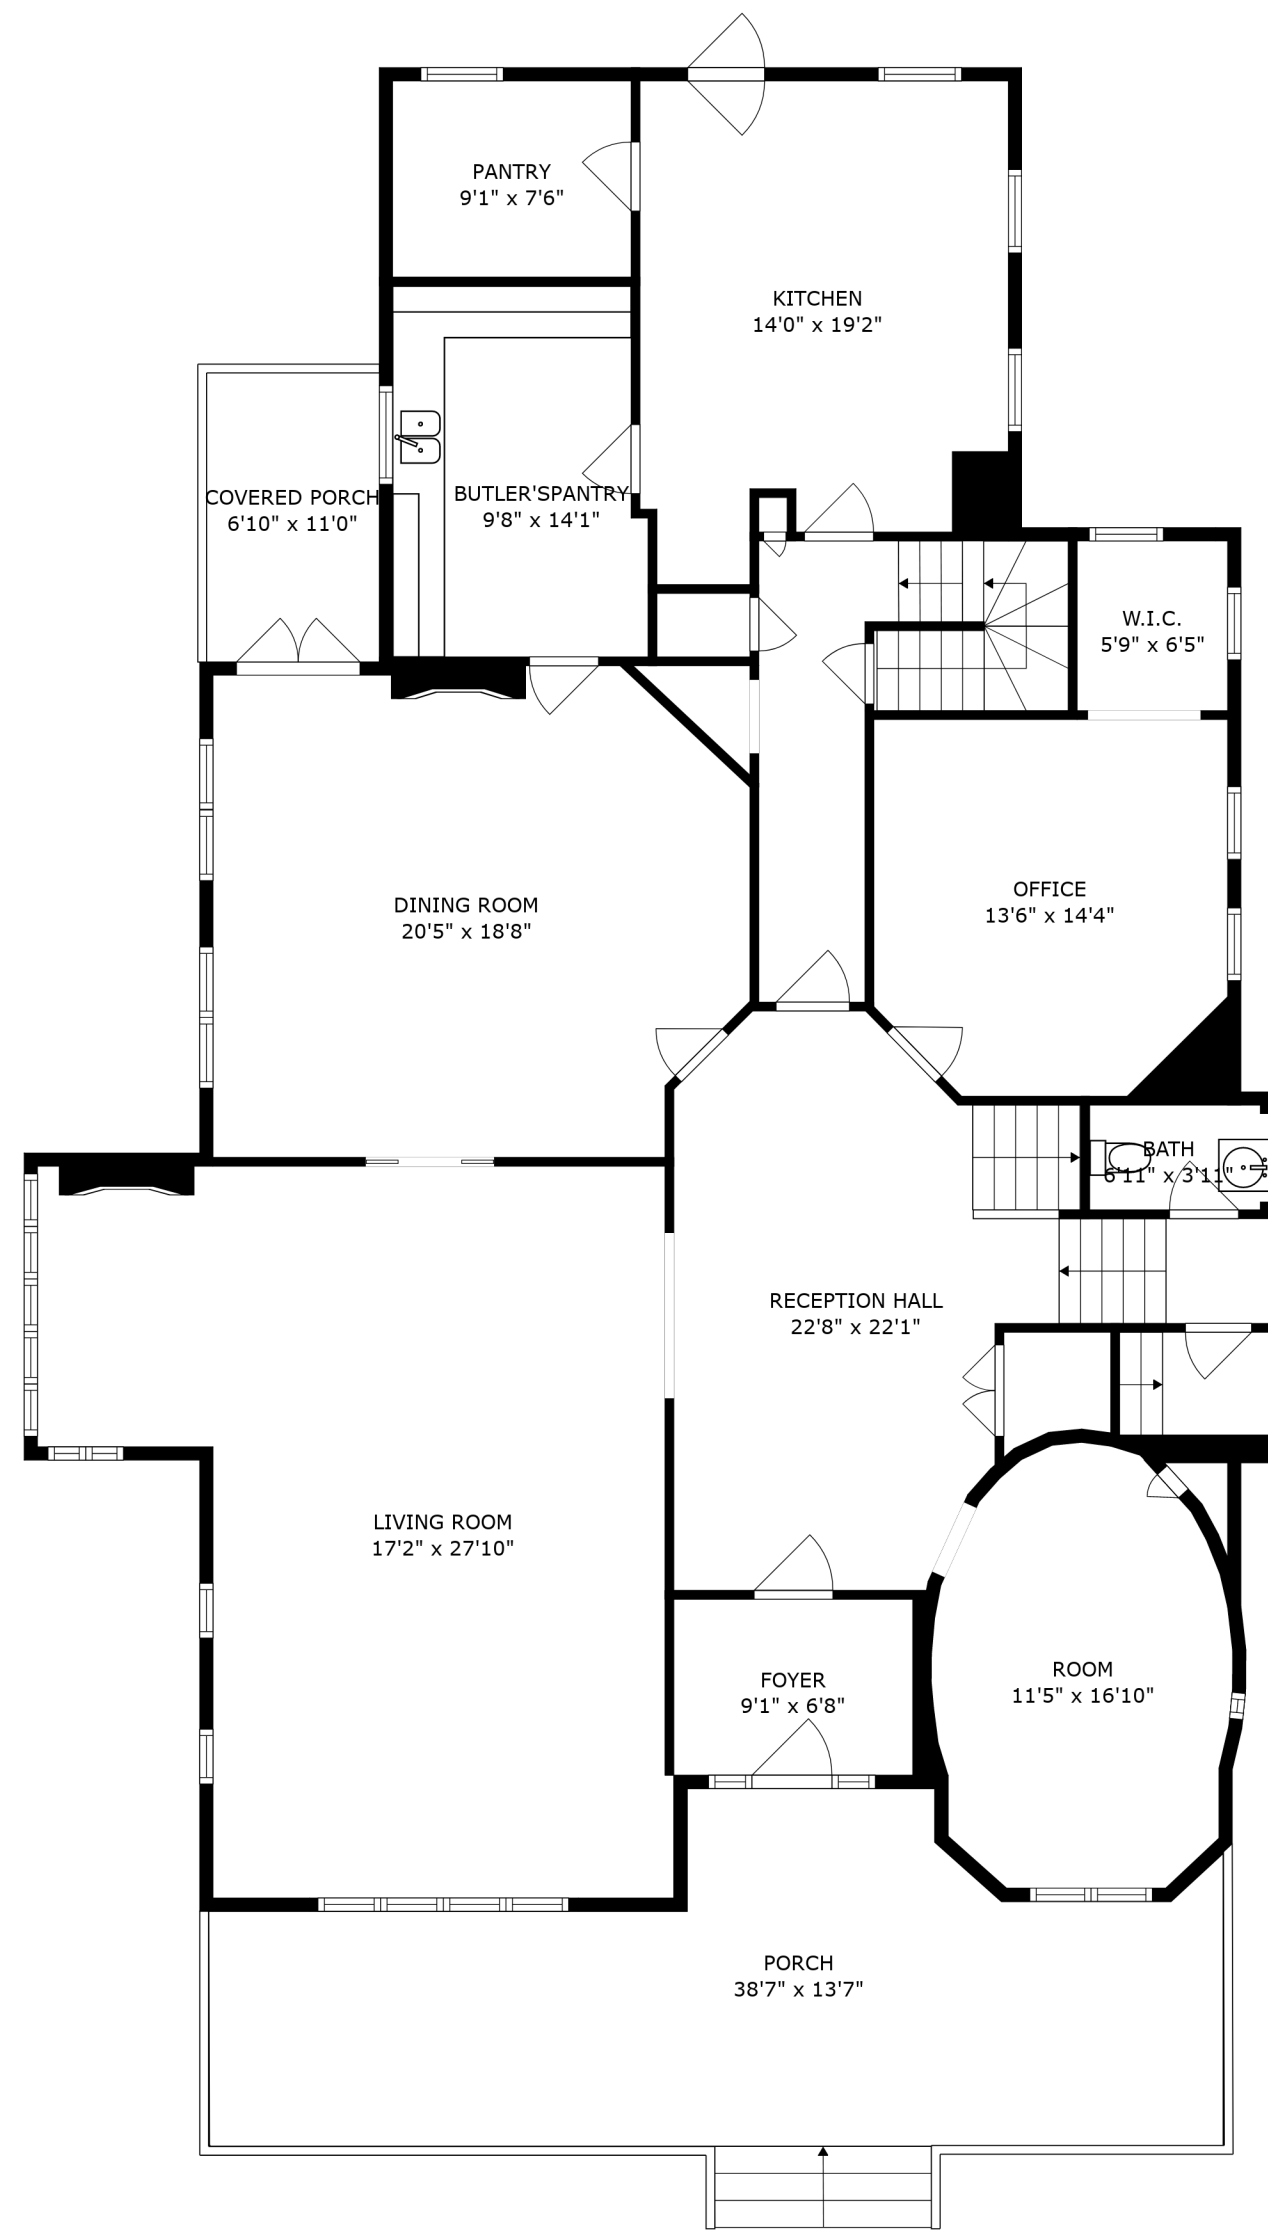 PANTRY
9'1" x 7'6"
KITCHEN
14'0" x 19'2"
COVERED PORCH
6'10" x 11'0"
BUTLER'SPANTRY
9'8" x 14'1"
W.I.C.
5'9" x 6'5"
DINING ROOM
20'5" x 18'8"
OFFICE
13'6" x 14'4"
BATH
6'11" x 3'11"
RECEPTION HALL
22'8" x 22'1"
LIVING ROOM
17'2" x 27'10"
FOYER
9'1" x 6'8"
ROOM
11'5" x 16'10"
PORCH
38'7" x 13'7"